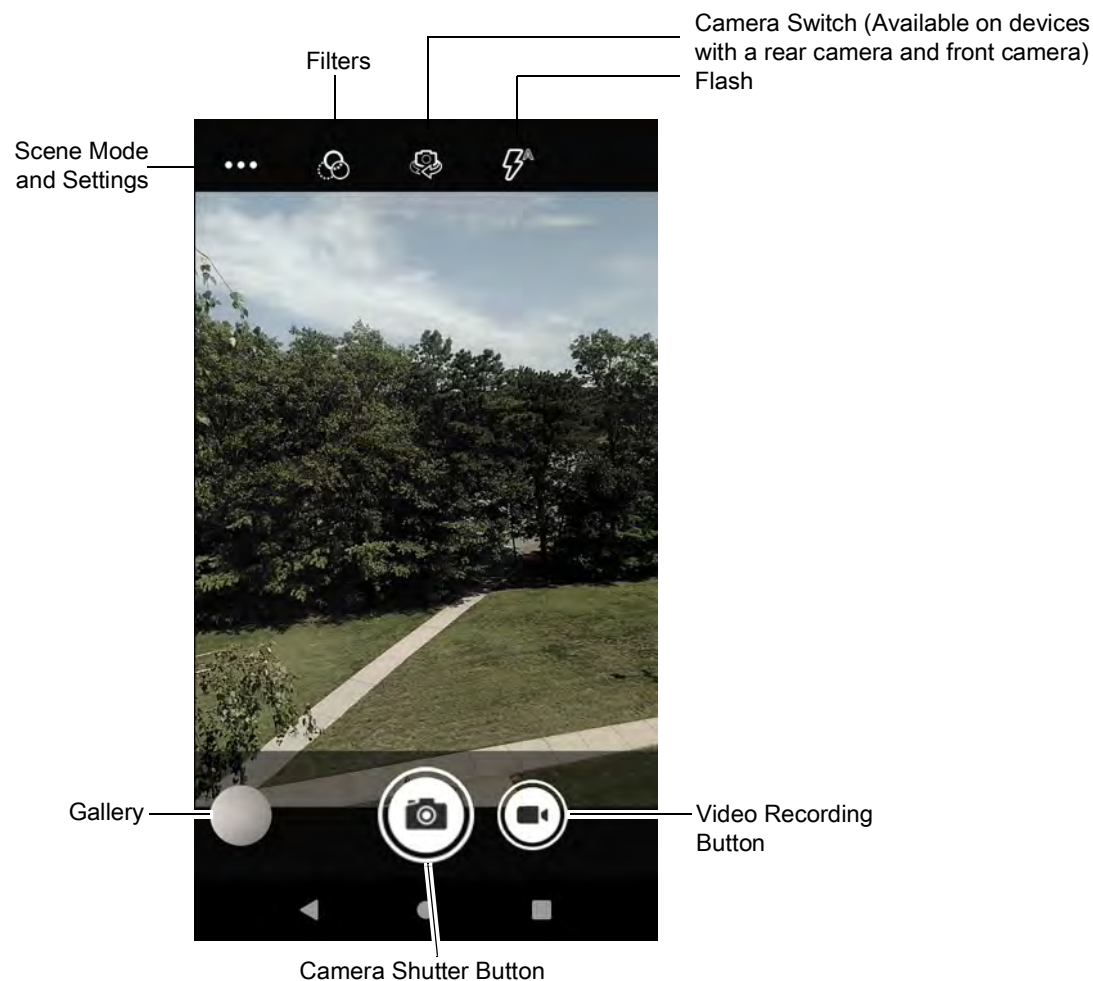 Camera Switch (Available on devices
with a rear camera and front camera)
Flash
Filters
Scene Mode
and Settings
A
Gallery
Video Recording
Button
Camera Shutter Button